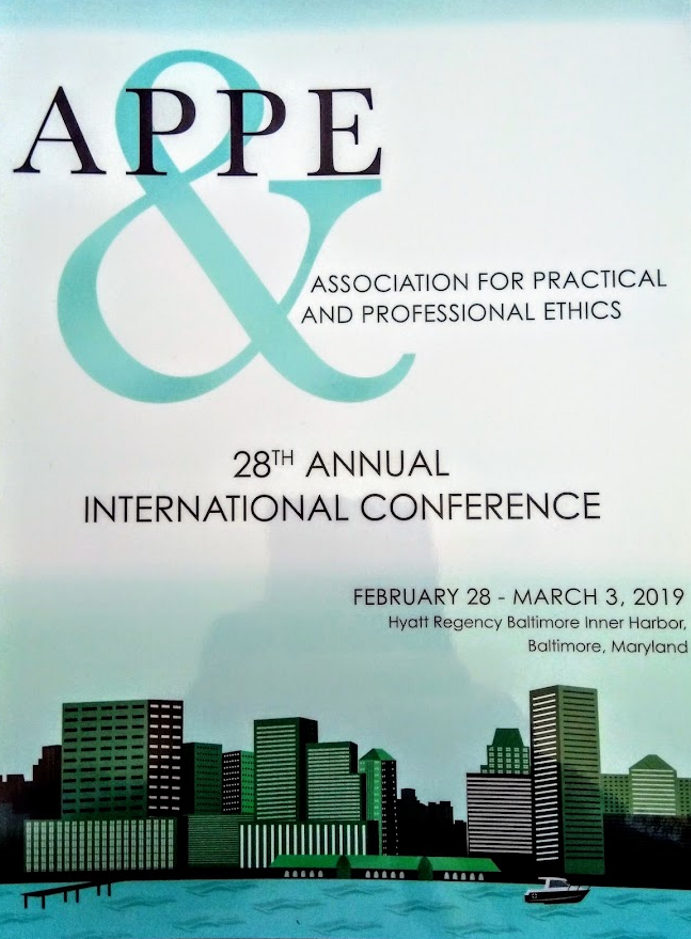 &
APPE
ASSOCIATION FOR PRACTICAL
AND PROFESSIONAL ETHICS
28TH ANNUAL
INTERNATIONAL CONFERENCE
FEBRUARY 28 - MARCH 3, 2019
Hyatt Regency Baltimore Inner Harbor,
Baltimore, Maryland